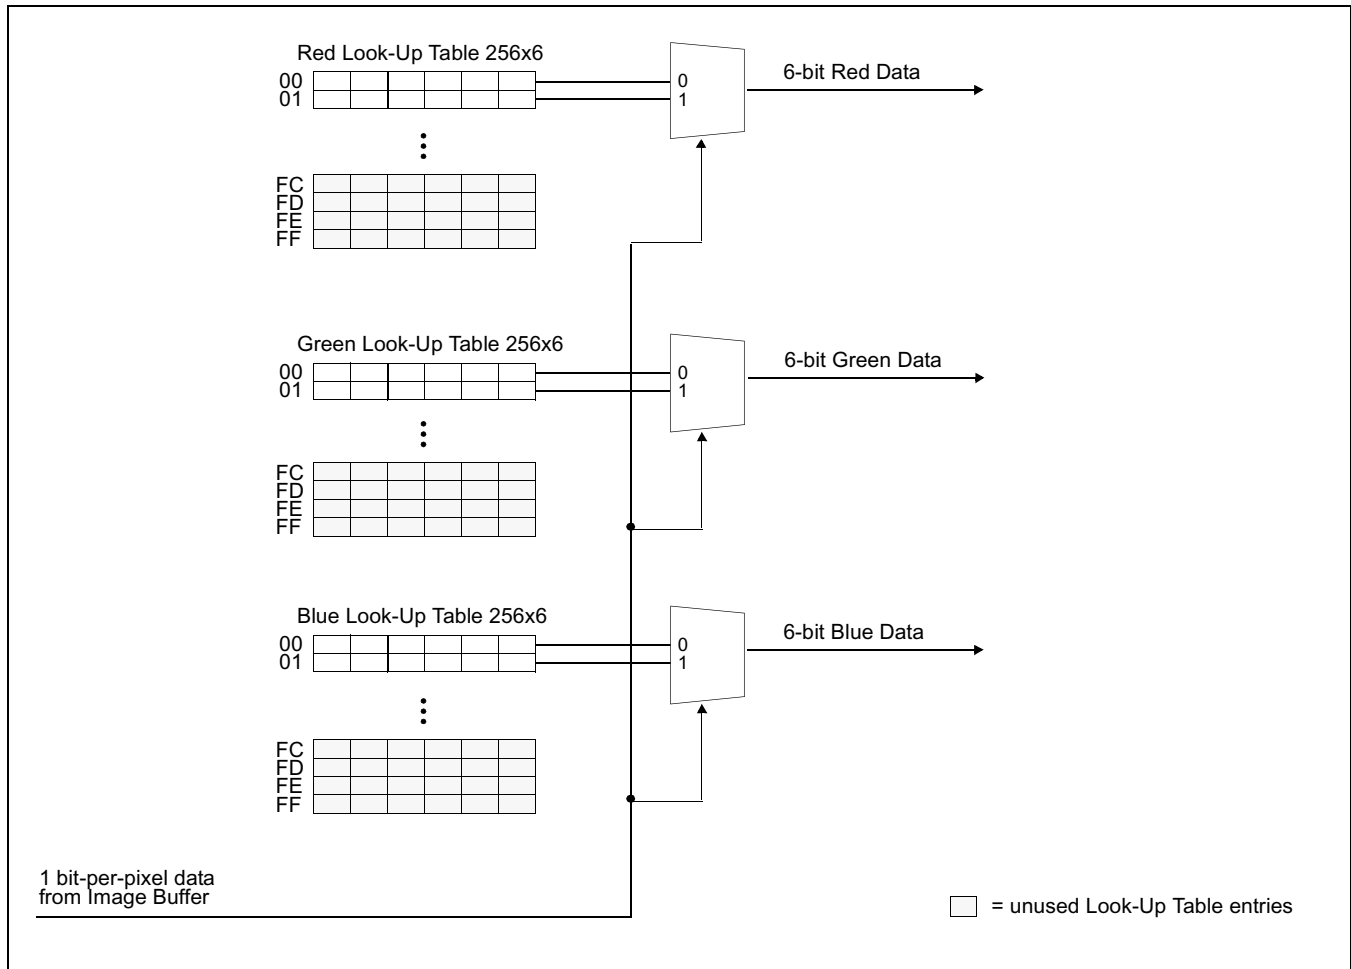 Red Look-Up Table 256x6
00
01
FC
FD
FE
FF
0
1
6-bit Red Data
Green Look-Up Table 256x6
00
01
FC
FD
FE
FF
0
1
6-bit Green Data
Blue Look-Up Table 256x6
00
01
FC
FD
FE
FF
0
1
6-bit Blue Data
1 bit-per-pixel data
from Image Buffer
= unused Look-Up Table entries